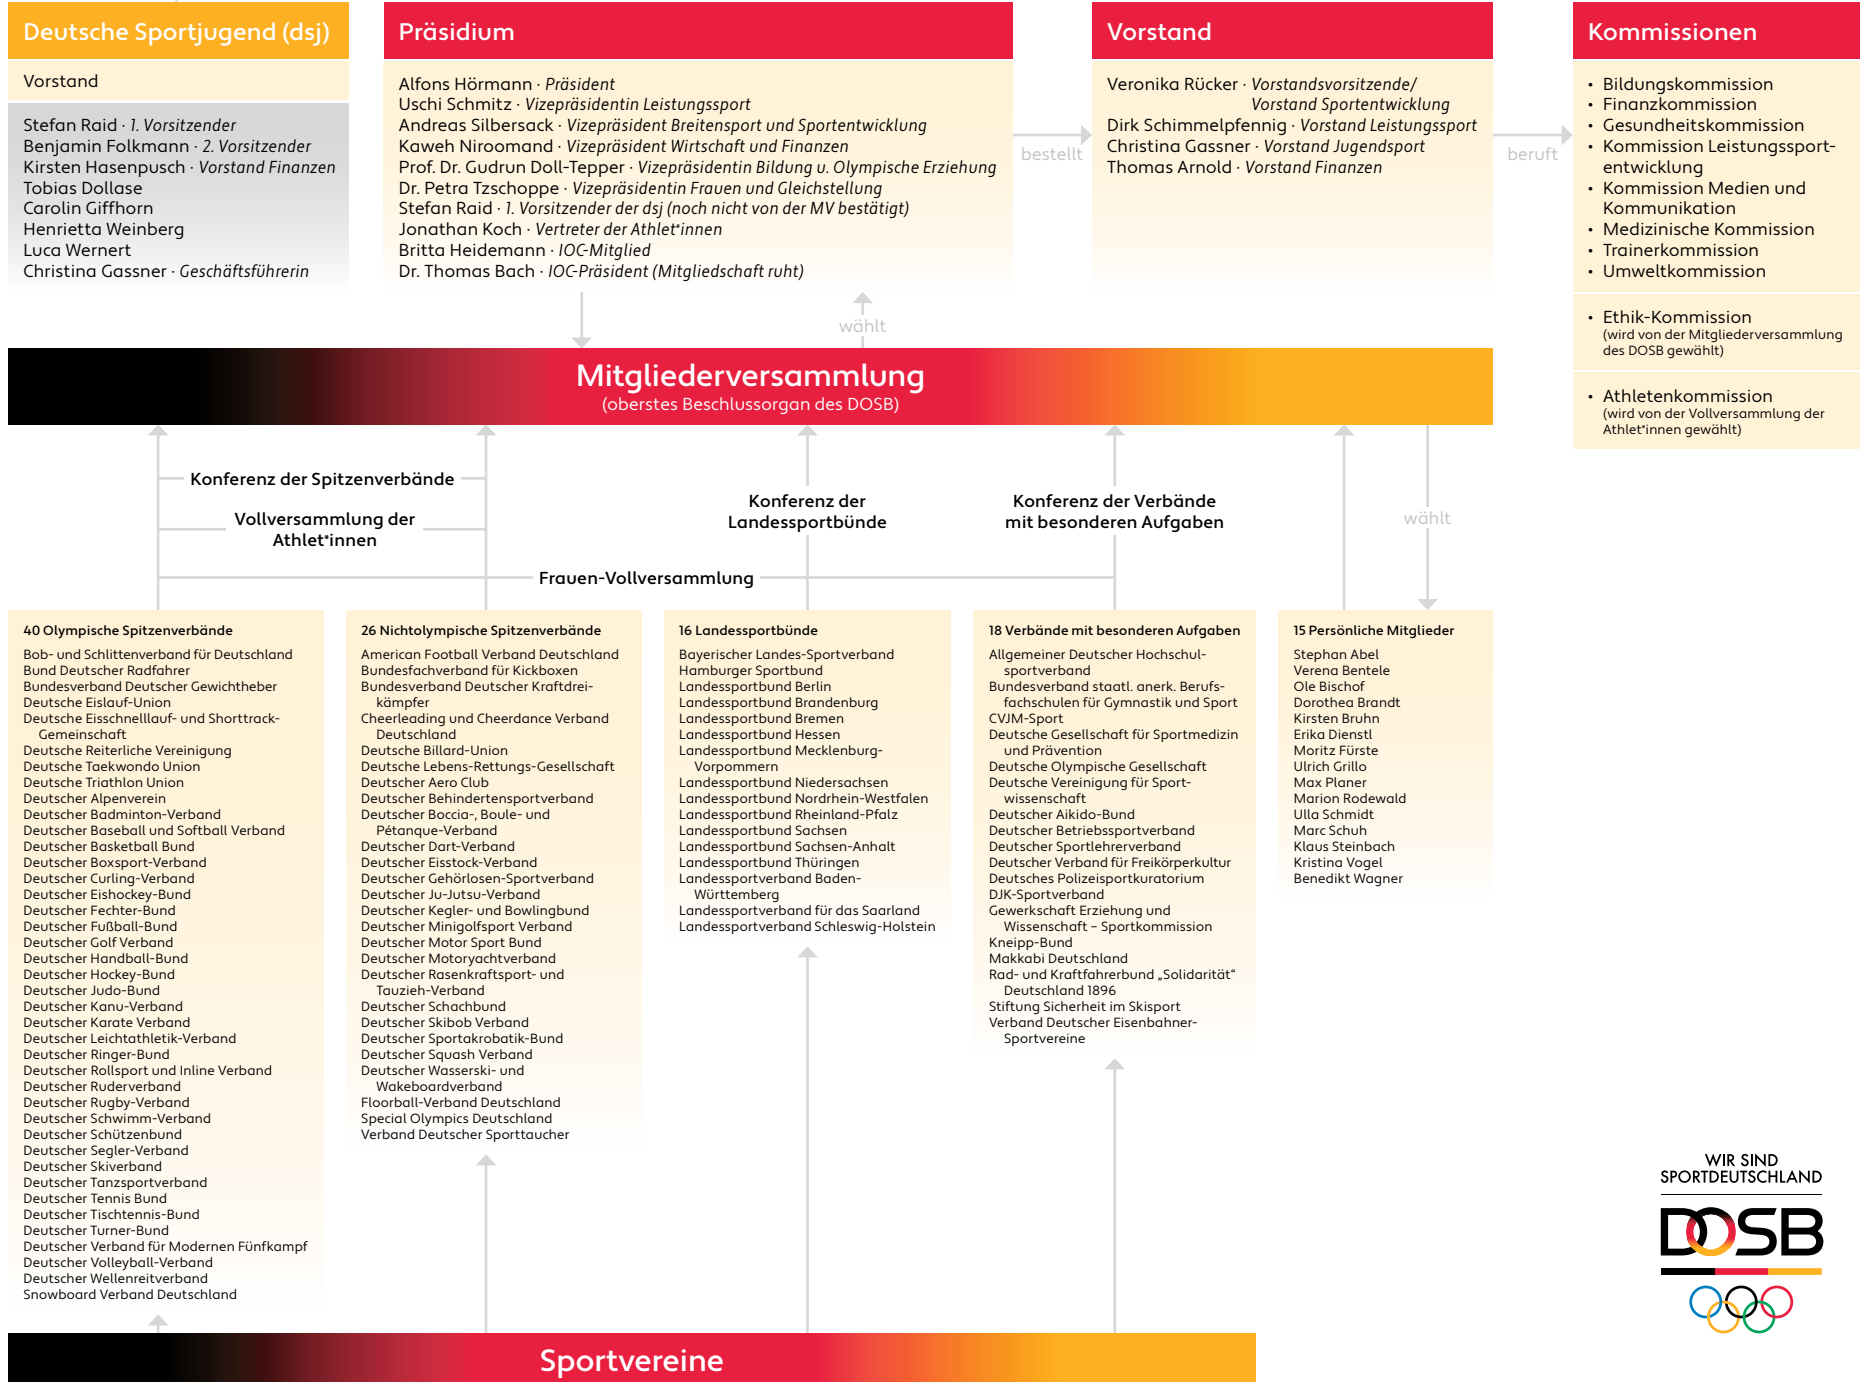 Deutsche Sportjugend (dsj)
Vorstand
Stefan Raid · 1. Vorsitzender
Benjamin Folkmann · 2. Vorsitzender
Kirsten Hasenpusch · Vorstand Finanzen
Tobias Dollase
Carolin Giffhorn
Henrietta Weinberg
Luca Wernert
Christina Gassner · Geschäftsführerin
Präsidium
Alfons Hörmann · Präsident
Uschi Schmitz · Vizepräsidentin Leistungssport
Andreas Silbersack · Vizepräsident Breitensport und Sportentwicklung
Kaweh Niroomand · Vizepräsident Wirtschaft und Finanzen
Prof. Dr. Gudrun Doll-Tepper · Vizepräsidentin Bildung u. Olympische Erziehung
Dr. Petra Tzschoppe · Vizepräsidentin Frauen und Gleichstellung
Stefan Raid · 1. Vorsitzender der dsj (noch nicht von der MV bestätigt)
Jonathan Koch · Vertreter der Athlet*innen
Britta Heidemann · IOC-Mitglied
Dr. Thomas Bach · IOC-Präsident (Mitgliedschaft ruht)
bestellt
Vorstand
Veronika Rücker · Vorstandsvorsitzende/
Vorstand Sportentwicklung
Dirk Schimmelpfennig · Vorstand Leistungssport
Christina Gassner · Vorstand Jugendsport
Thomas Arnold · Vorstand Finanzen
beruft
Kommissionen
• Bildungskommission
• Finanzkommission
• Gesundheitskommission
• Kommission Leistungssport-
entwicklung
• Kommission Medien und
Kommunikation
• Medizinische Kommission
• Trainerkommission
• Umweltkommission
• Ethik-Kommission
(wird von der Mitgliederversammlung
des DOSB gewählt)
• Athletenkommission
(wird von der Vollversammlung der
Athlet*innen gewählt)
wählt
Mitgliederversammlung
(oberstes Beschlussorgan des DOSB)
Konferenz der Spitzenverbände
Vollversammlung der
Athlet*innen
Konferenz der
Landessportbünde
Konferenz der Verbände
mit besonderen Aufgaben
wählt
Frauen-Vollversammlung
40 Olympische Spitzenverbände
Bob- und Schlittenverband für Deutschland
Bund Deutscher Radfahrer
Bundesverband Deutscher Gewichtheber
Deutsche Eislauf-Union
Deutsche Eisschnelllauf- und Shorttrack-
Gemeinschaft
Deutsche Reiterliche Vereinigung
Deutsche Taekwondo Union
Deutsche Triathlon Union
Deutscher Alpenverein
Deutscher Badminton-Verband
Deutscher Baseball und Softball Verband
Deutscher Basketball Bund
Deutscher Boxsport-Verband
Deutscher Curling-Verband
Deutscher Eishockey-Bund
Deutscher Fechter-Bund
Deutscher Fußball-Bund
Deutscher Golf Verband
Deutscher Handball-Bund
Deutscher Hockey-Bund
Deutscher Judo-Bund
Deutscher Kanu-Verband
Deutscher Karate Verband
Deutscher Leichtathletik-Verband
Deutscher Ringer-Bund
Deutscher Rollsport und Inline Verband
Deutscher Ruderverband
Deutscher Rugby-Verband
Deutscher Schwimm-Verband
Deutscher Schützenbund
Deutscher Segler-Verband
Deutscher Skiverband
Deutscher Tanzsportverband
Deutscher Tennis Bund
Deutscher Tischtennis-Bund
Deutscher Turner-Bund
Deutscher Verband für Modernen Fünfkampf
Deutscher Volleyball-Verband
Deutscher Wellenreitverband
Snowboard Verband Deutschland
26 Nichtolympische Spitzenverbände
American Football Verband Deutschland
Bundesfachverband für Kickboxen
Bundesverband Deutscher Kraftdrei-
kämpfer
Cheerleading und Cheerdance Verband
Deutschland
Deutsche Billard-Union
Deutsche Lebens-Rettungs-Gesellschaft
Deutscher Aero Club
Deutscher Behindertensportverband
Deutscher Boccia-, Boule- und
Pétanque-Verband
Deutscher Dart-Verband
Deutscher Eisstock-Verband
Deutscher Gehörlosen-Sportverband
Deutscher Ju-Jutsu-Verband
Deutscher Kegler- und Bowlingbund
Deutscher Minigolfsport Verband
Deutscher Motor Sport Bund
Deutscher Motoryachtverband
Deutscher Rasenkraftsport- und
Tauzieh-Verband
Deutscher Schachbund
Deutscher Skibob Verband
Deutscher Sportakrobatik-Bund
Deutscher Squash Verband
Deutscher Wasserski- und
Wakeboardverband
Floorball-Verband Deutschland
Special Olympics Deutschland
Verband Deutscher Sporttaucher
16 Landessportbünde
Bayerischer Landes-Sportverband
Hamburger Sportbund
Landessportbund Berlin
Landessportbund Brandenburg
Landessportbund Bremen
Landessportbund Hessen
Landessportbund Mecklenburg-
Vorpommern
Landessportbund Niedersachsen
Landessportbund Nordrhein-Westfalen
Landessportbund Rheinland-Pfalz
Landessportbund Sachsen
Landessportbund Sachsen-Anhalt
Landessportbund Thüringen
Landessportverband Baden-
Württemberg
Landessportverband für das Saarland
Landessportverband Schleswig-Holstein
18 Verbände mit besonderen Aufgaben
Allgemeiner Deutscher Hochschul-
sportverband
Bundesverband staatl. anerk. Berufs-
fachschulen für Gymnastik und Sport
CVJM-Sport
Deutsche Gesellschaft für Sportmedizin
und Prävention
Deutsche Olympische Gesellschaft
Deutsche Vereinigung für Sport-
wissenschaft
Deutscher Aikido-Bund
Deutscher Betriebssportverband
Deutscher Sportlehrerverband
Deutscher Verband für Freikörperkultur
Deutsches Polizeisportkuratorium
DJK-Sportverband
Gewerkschaft Erziehung und
Wissenschaft – Sportkommission
Kneipp-Bund
Makkabi Deutschland
Rad- und Kraftfahrerbund „Solidarität“
Deutschland 1896
Stiftung Sicherheit im Skisport
Verband Deutscher Eisenbahner-
Sportvereine
15 Persönliche Mitglieder
Stephan Abel
Verena Bentele
Ole Bischof
Dorothea Brandt
Kirsten Bruhn
Erika Dienstl
Moritz Fürste
Ulrich Grillo
Max Planer
Marion Rodewald
Ulla Schmidt
Marc Schuh
Klaus Steinbach
Kristina Vogel
Benedikt Wagner
WIR SIND
SPORTDEUTSCHLAND
DOSB
Sportvereine